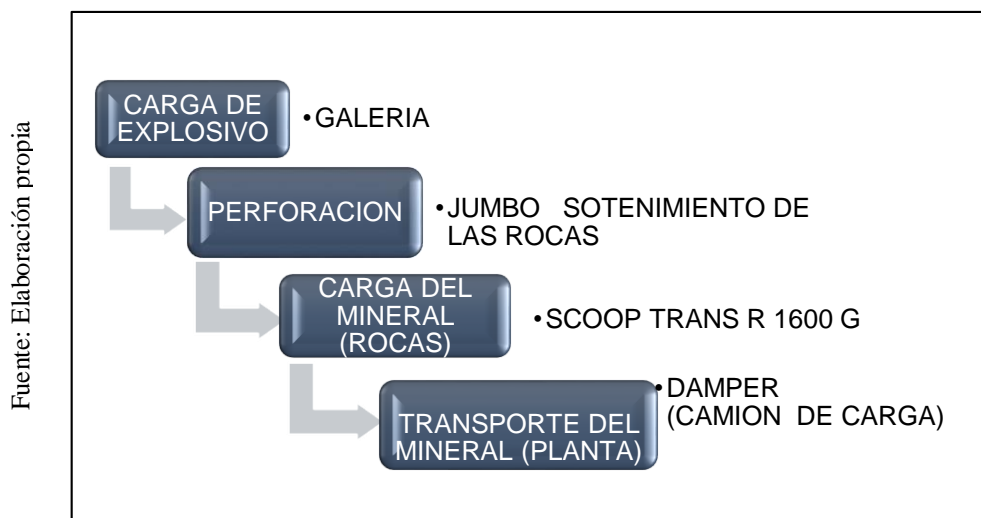 CARGA DE
EXPLOSIVO
•GALERIA
PERFORACION
•JUMBO SOTENIMIENTO DE
LAS ROCAS
CARGA DEL
MINERAL
(ROCAS)
•SCOOP TRANS R 1600 G
TRANSPORTE DEL
MINERAL (PLANTA)
•DAMPER
(CAMION DE CARGA)
Fuente: Elaboración propia